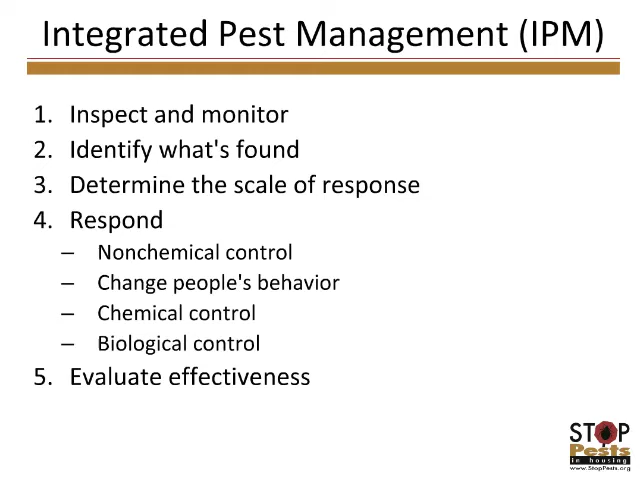 Integrated Pest Management (IPM)
1. Inspect and monitor
2. Identify what's found
3. Determine the scale of response
4. Respond
– Nonchemical control
– Change people's behavior
– Chemical control
– Biological control
5. Evaluate effectiveness
STOP
Pests
in housing
www.StopPests.org